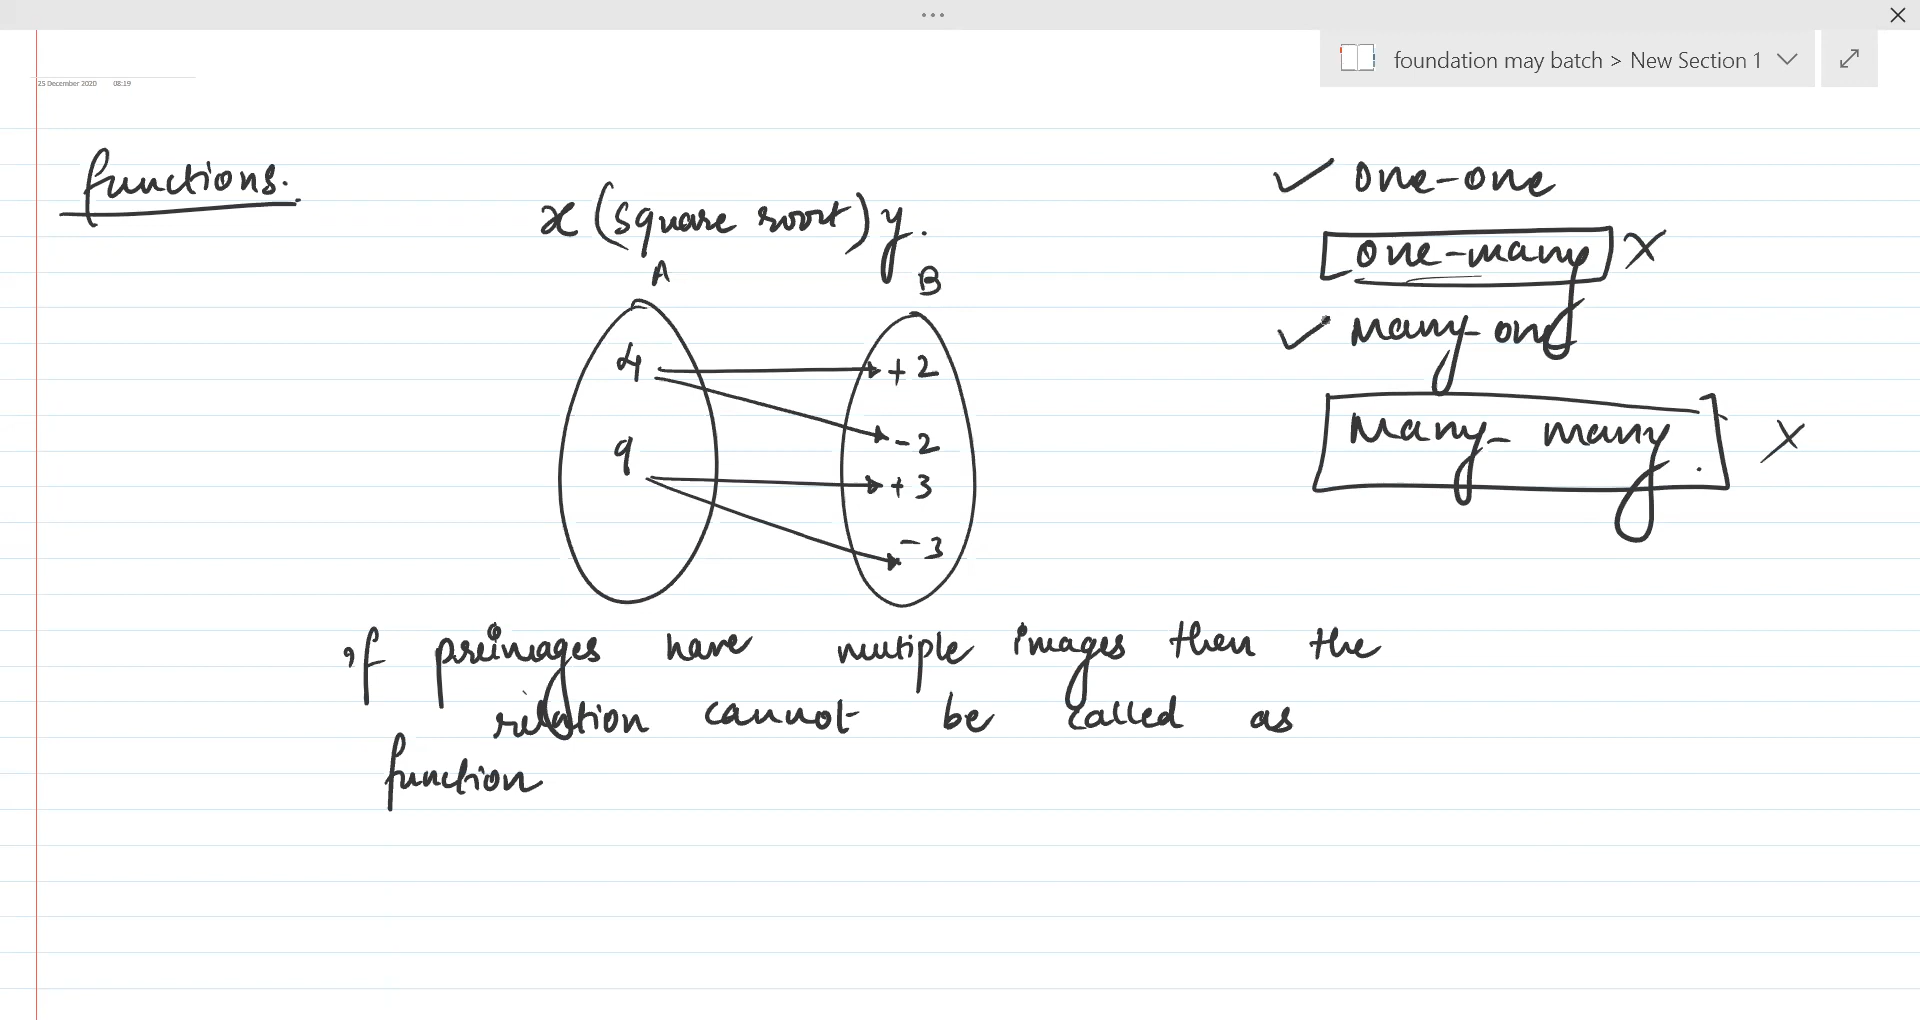 foundation may batch > New Section 1
25 December 2020 08:19
functions.
x (square root) y.
A B
4 +2
-2
9 +3
-3
✓ one-one
one-many X
✓ many-one
Many-many. X
if preimages have mutiple images then the
relation cannot be called as
function